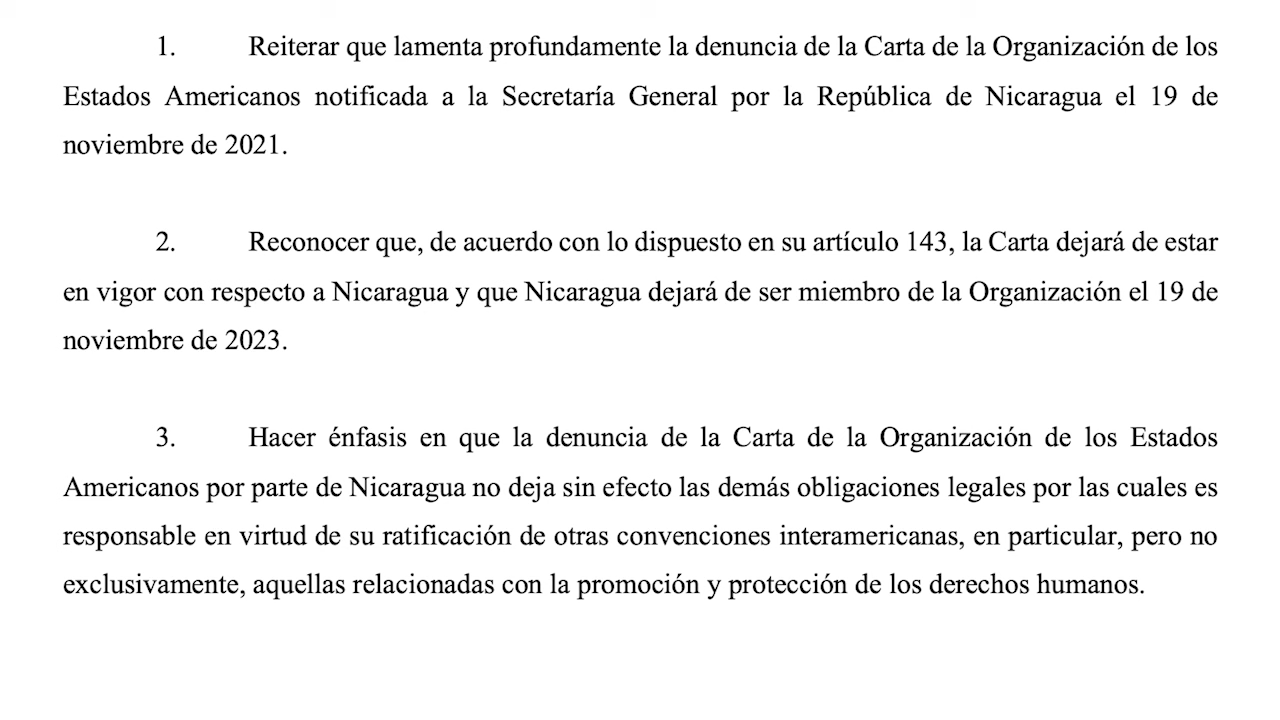 1. Reiterar que lamenta profundamente la denuncia de la Carta de la Organización de los
Estados Americanos notificada a la Secretaría General por la República de Nicaragua el 19 de
noviembre de 2021.
2. Reconocer que, de acuerdo con lo dispuesto en su artículo 143, la Carta dejará de estar
en vigor con respecto a Nicaragua y que Nicaragua dejará de ser miembro de la Organización el 19 de
noviembre de 2023.
3. Hacer énfasis en que la denuncia de la Carta de la Organización de los Estados
Americanos por parte de Nicaragua no deja sin efecto las demás obligaciones legales por las cuales es
responsable en virtud de su ratificación de otras convenciones interamericanas, en particular, pero no
exclusivamente, aquellas relacionadas con la promoción y protección de los derechos humanos.